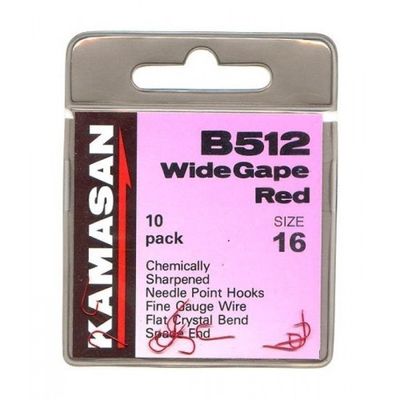 KAMASAN
B512
Wide Gape
Red
10
pack
SIZE
16
Chemically
Sharpened
Needle Point Hooks
Fine Gauge Wire
Flat Crystal Bend
Spade End